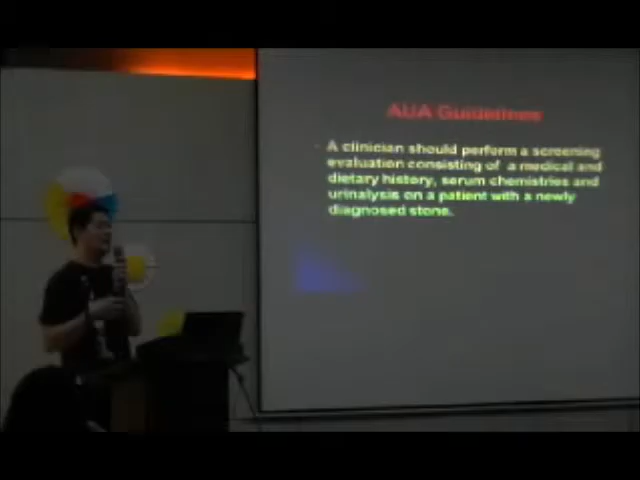 AUA Guidelines
A clinician should perform a screening
evaluation consisting of a medical and
dietary history, serum chemistries and
urinalysis on a patient with a newly
diagnosed stone.